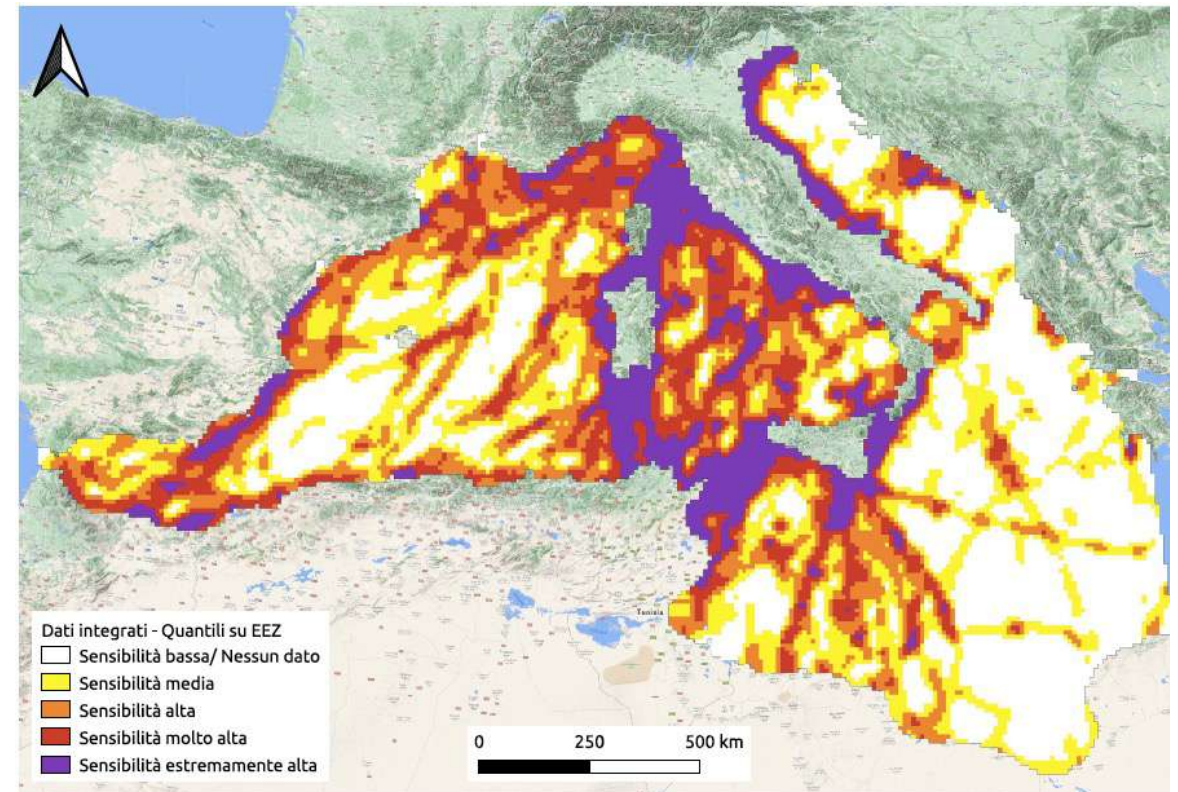 Tunisia
Dati integrati - Quantili su EEZ
Sensibilità bassa/ Nessun dato
Sensibilità media
Sensibilità alta
Sensibilità molto alta
Sensibilità estremamente alta
0 250 500 km